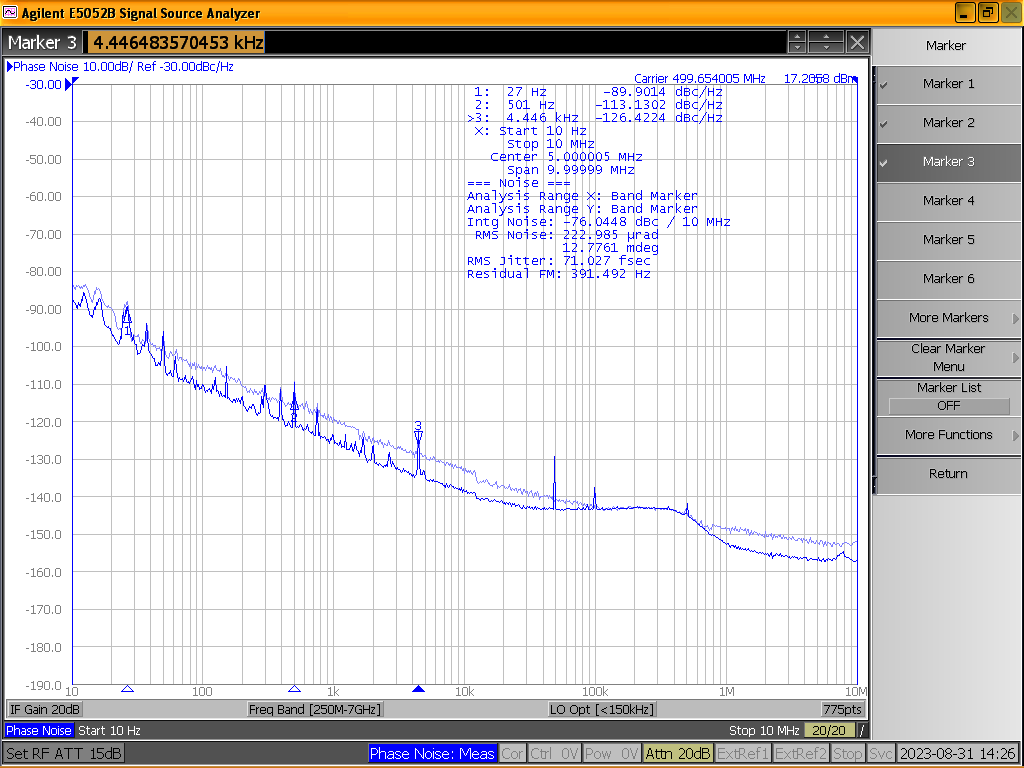 Agilent E5052B Signal Source Analyzer
Marker 3 4.446483570453 kHz
Phase Noise 10.00dB/ Ref -30.00dBc/Hz
Carrier 499.654005 MHz 17.2058 dBm
1: 27 Hz -89.9014 dBc/Hz
2: 501 Hz -113.1302 dBc/Hz
>3: 4.446 kHz -126.4224 dBc/Hz
X: Start 10 Hz
Stop 10 MHz
Center 5.000005 MHz
Span 9.99999 MHz
=== Noise ===
Analysis Range X: Band Marker
Analysis Range Y: Band Marker
Intg Noise: -76.0448 dBc / 10 MHz
RMS Noise: 222.985 µrad
12.7761 mdeg
RMS Jitter: 71.027 fsec
Residual FM: 391.492 Hz
-30.00
-40.00
-50.00
-60.00
-70.00
-80.00
-90.00
-100.0
-110.0
-120.0
-130.0
-140.0
-150.0
-160.0
-170.0
-180.0
-190.0
1
2
3
10 100 1k 10k 100k 1M 10M
IF Gain 20dB Freq Band [250M-7GHz] LO Opt [<150kHz] 775pts
Phase Noise Start 10 Hz Stop 10 MHz 20/20 /
Set RF ATT 15dB Phase Noise: Meas Cor Ctrl 0V Pow 0V Attn 20dB ExtRef1 ExtRef2 Stop Svc 2023-08-31 14:26
Marker
Marker 1
Marker 2
Marker 3
Marker 4
Marker 5
Marker 6
More Markers
Clear Marker
Menu
Marker List
OFF
More Functions
Return